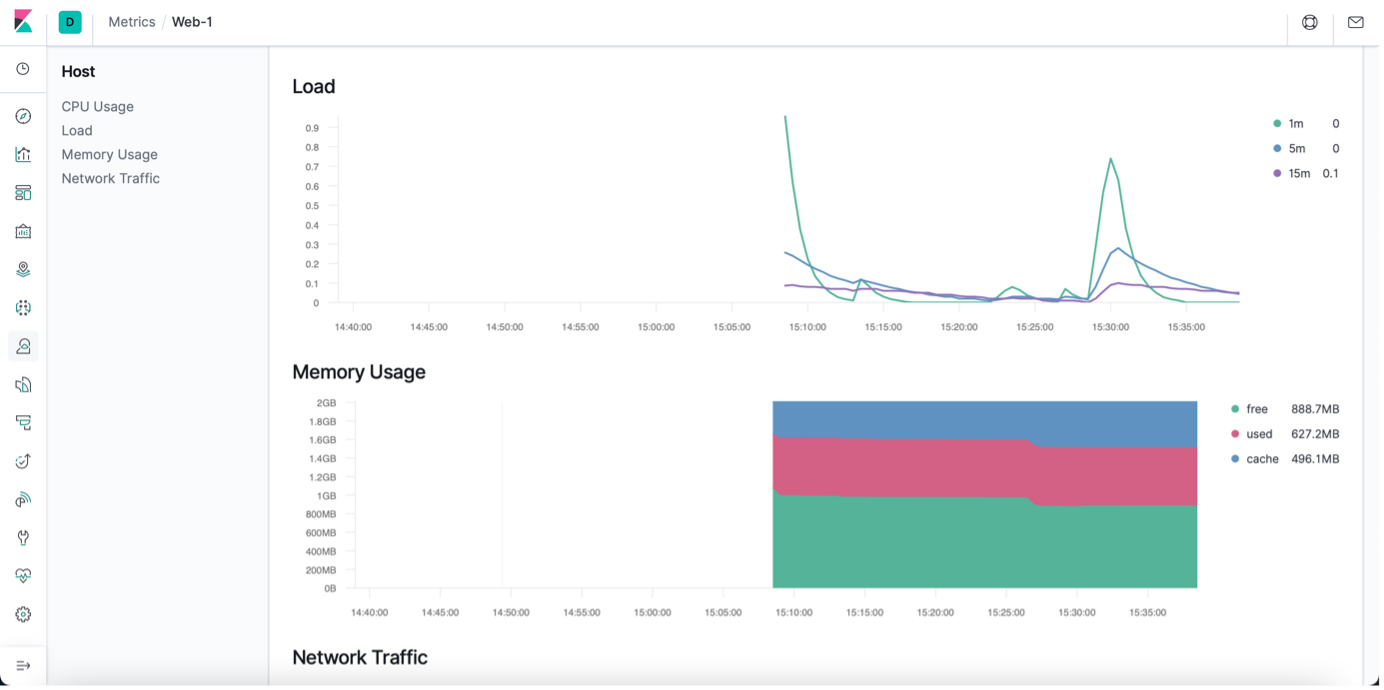 D Metrics / Web-1
Host
CPU Usage
Load
Memory Usage
Network Traffic
Load
0.9
0.8
0.7
0.6
0.5
0.4
0.3
0.2
0.1
0
14:40:00 14:45:00 14:50:00 14:55:00 15:00:00 15:05:00 15:10:00 15:15:00 15:20:00 15:25:00 15:30:00 15:35:00
1m 0
5m 0
15m 0.1
Memory Usage
2GB
1.8GB
1.6GB
1.4GB
1.2GB
1GB
800MB
600MB
400MB
200MB
0B
14:40:00 14:45:00 14:50:00 14:55:00 15:00:00 15:05:00 15:10:00 15:15:00 15:20:00 15:25:00 15:30:00 15:35:00
free 888.7MB
used 627.2MB
cache 496.1MB
Network Traffic